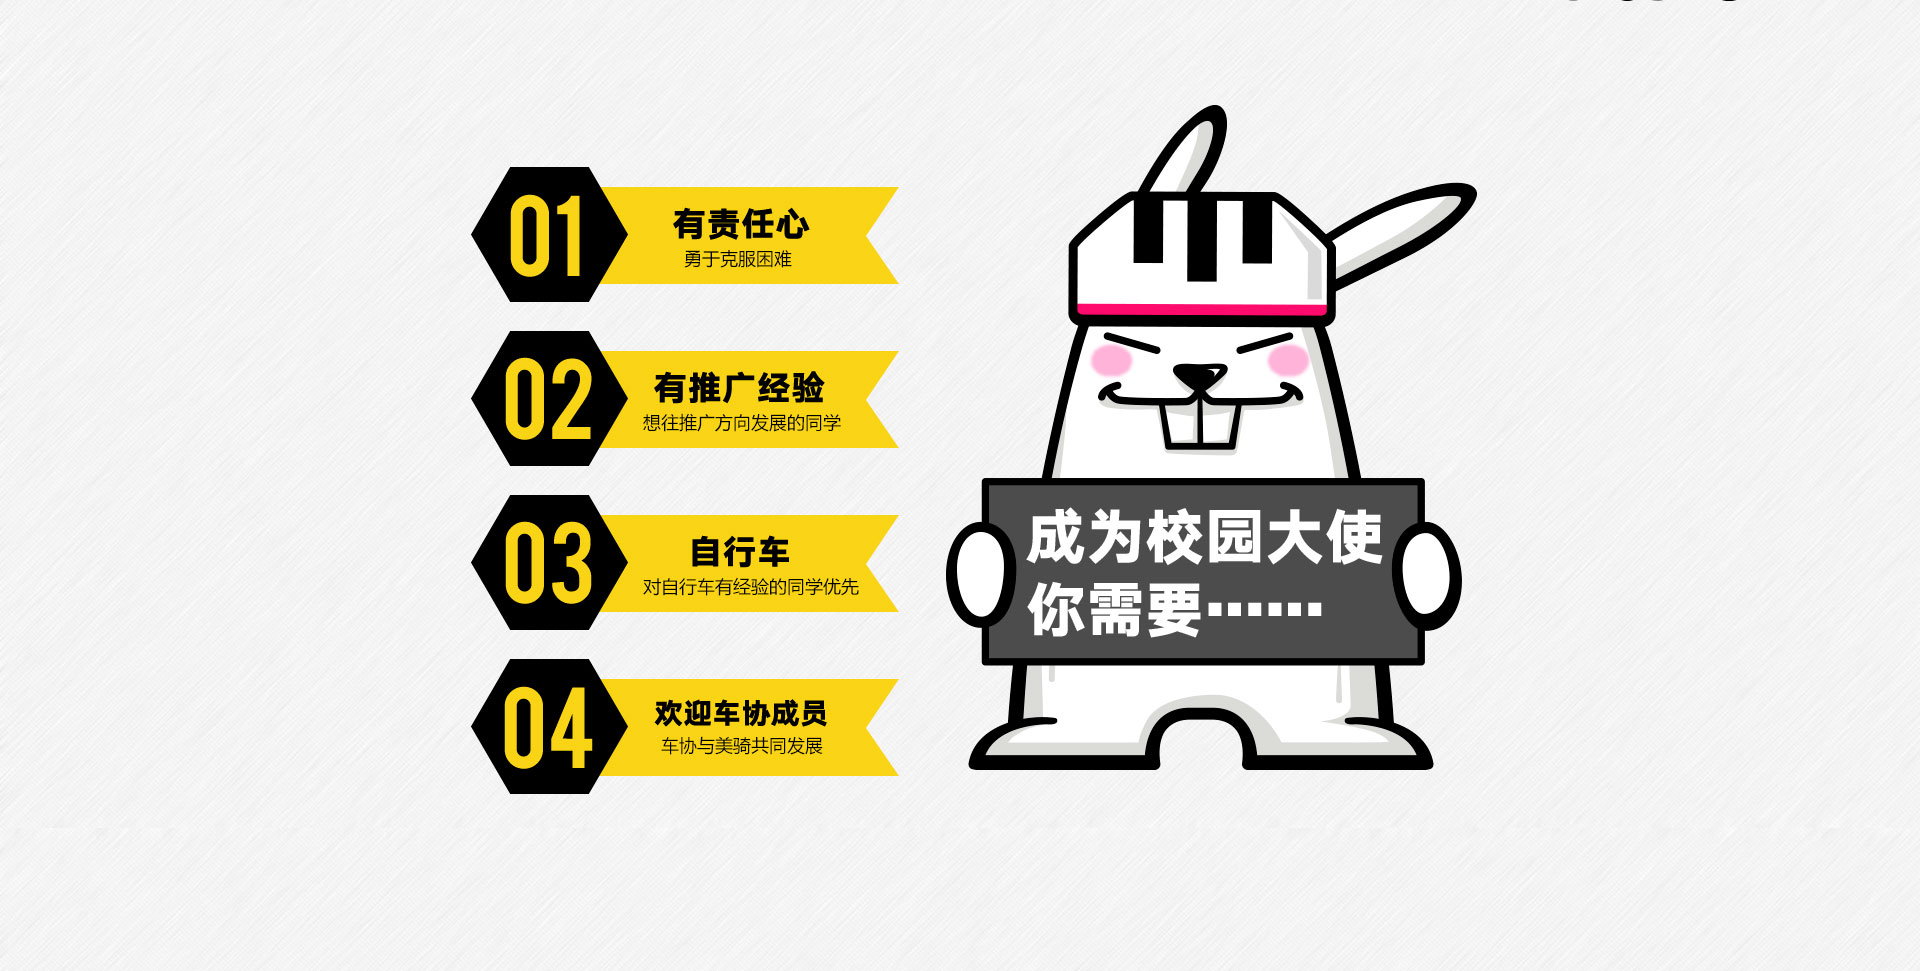 01
有责任心
勇于克服困难
02
有推广经验
想往推广方向发展的同学
03
自行车
对自行车有经验的同学优先
04
欢迎车协成员
车协与美骑共同发展
成为校园大使
你需要······